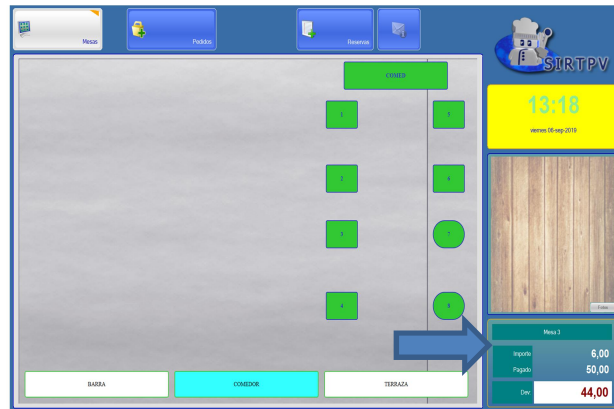 Mesas
Pedidos
Reservas
SIRTPV
COMED
13:18
viernes 06-sep-2019
1
5
2
6
3
7
4
8
Mesa 3
Importe 6,00
Pagado 50,00
Dev 44,00
BARRA
COMEDOR
TERRAZA